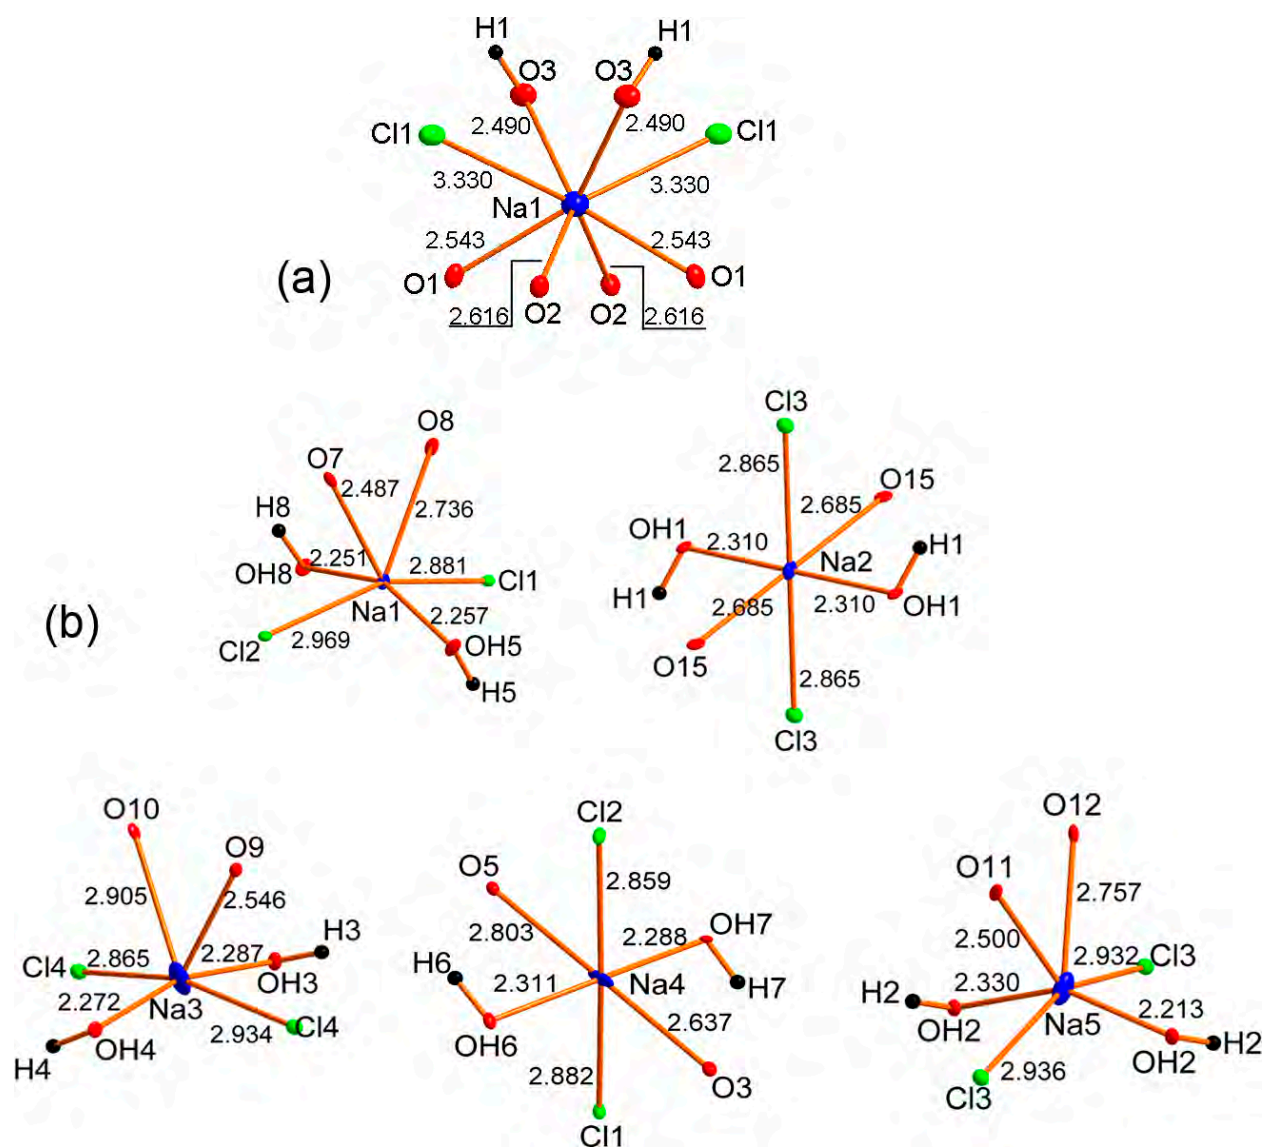 H1 H1
O3 O3
Cl1 2.490 2.490 Cl1
3.330 3.330
Na1
2.543 2.543
(a) O1 O1
2.616 O2 O2 2.616
Cl3
O8
O7 2.865 O15
2.487 2.685
H8 2.736 OH1 H1
2.251 2.881 2.310 Na2
OH8 Cl1
Na1 H1 2.685 2.310 OH1
(b) 2.257
Cl2 2.969 OH5 O15
H5 2.865
Cl3
O10 Cl2 O12
O9 O5 O11
2.905 2.546 2.859 2.757
H3 2.803 OH7 2.500
Cl4 2.865 2.287 H6 2.288 2.932 Cl3
OH3 2.311 Na4 H7 H2 2.330
2.272 Na3 2.213
OH4 2.934 Cl4 OH6 2.637 OH2 Na5 H2
H4 2.882 O3 Cl3 2.936 OH2
Cl1